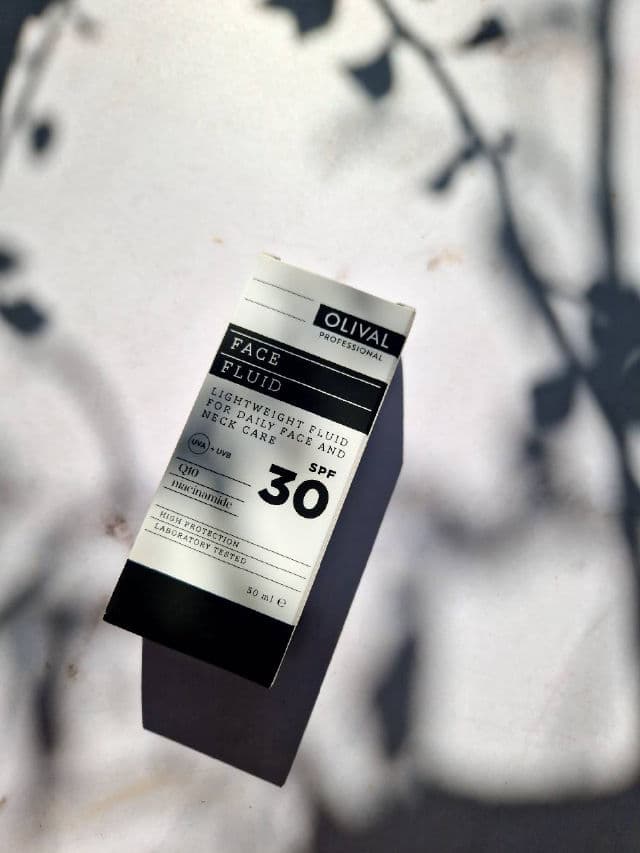 OLIVAL
PROFESSIONAL
FACE
FLUID
LIGHTWEIGHT FLUID
FOR DAILY FACE AND
NECK CARE
UVA + UVB
SPF
30
Q10
niacinamide
HIGH PROTECTION
LABORATORY TESTED
50 ml ℮